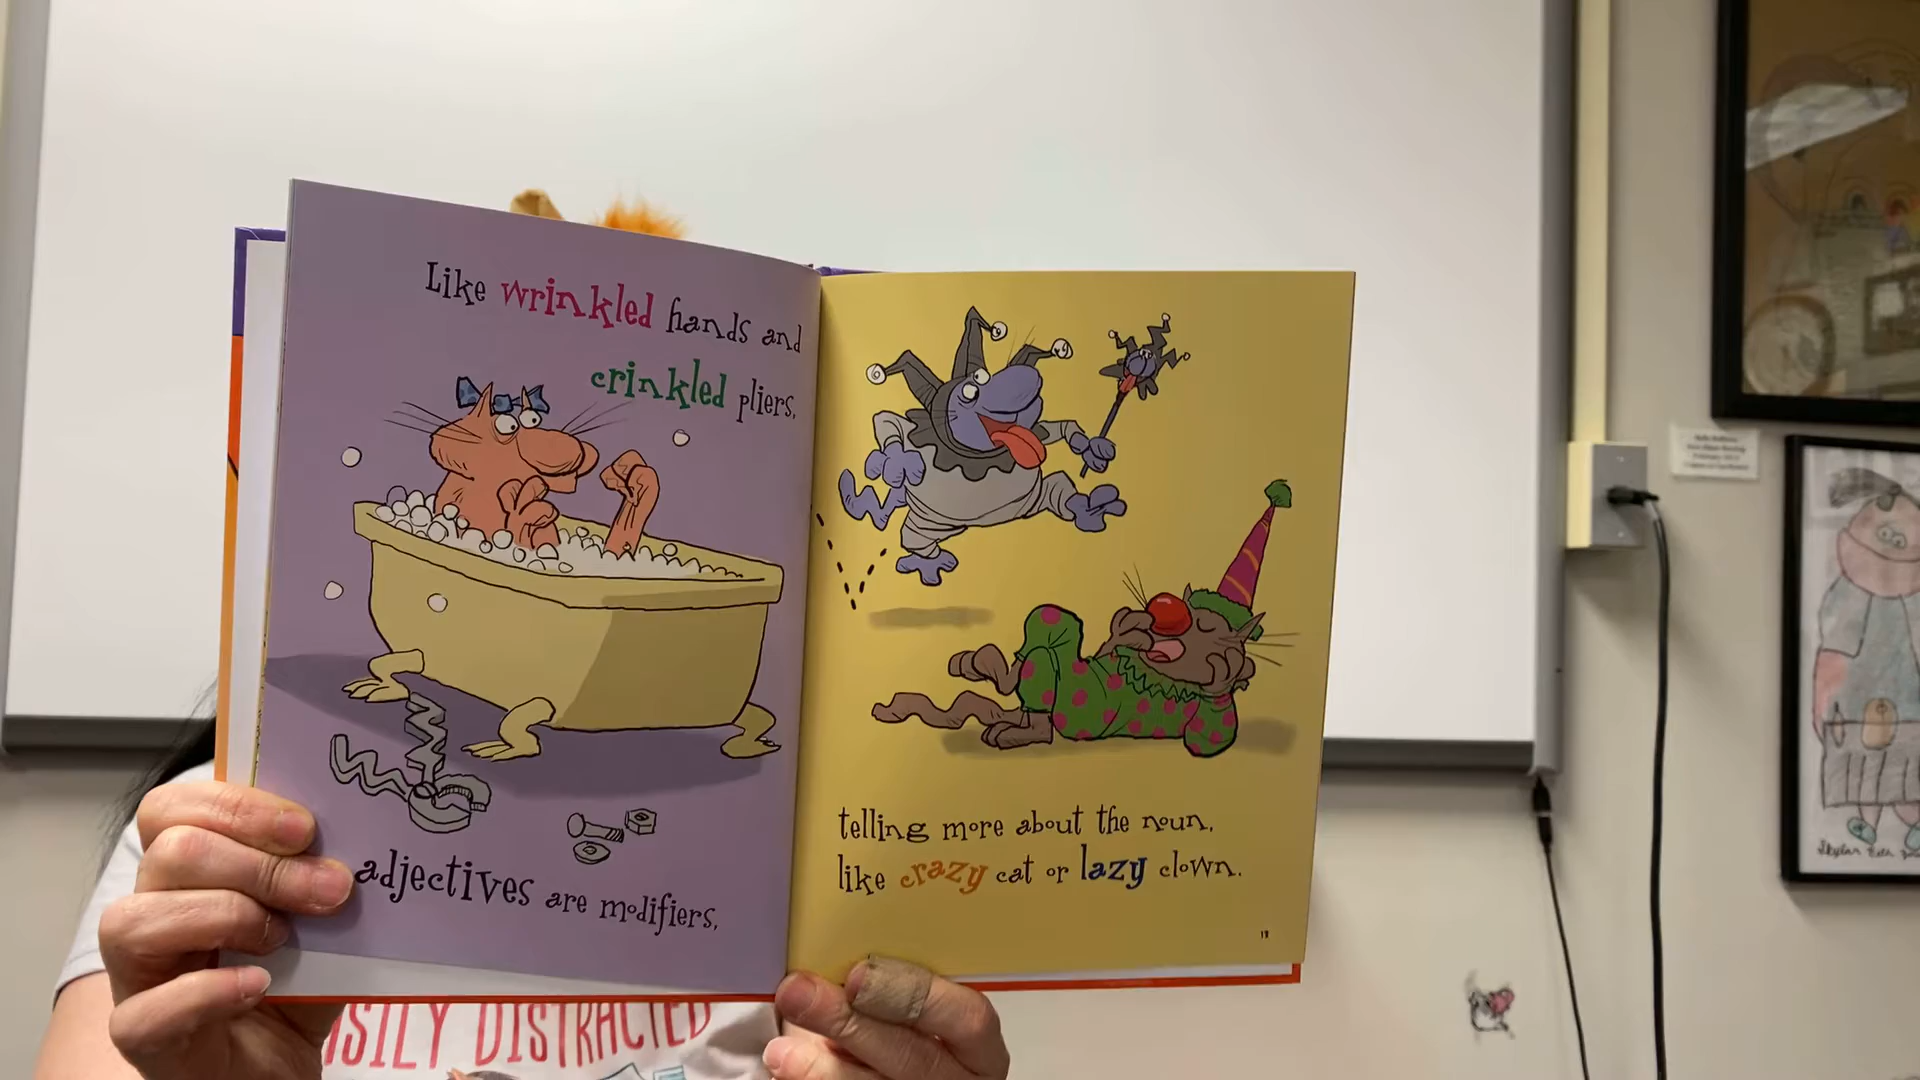 Like wrinkled hands and
crinkled pliers,
adjectives are modifiers,
telling more about the noun,
like crazy cat or lazy clown.
DISTRACTED